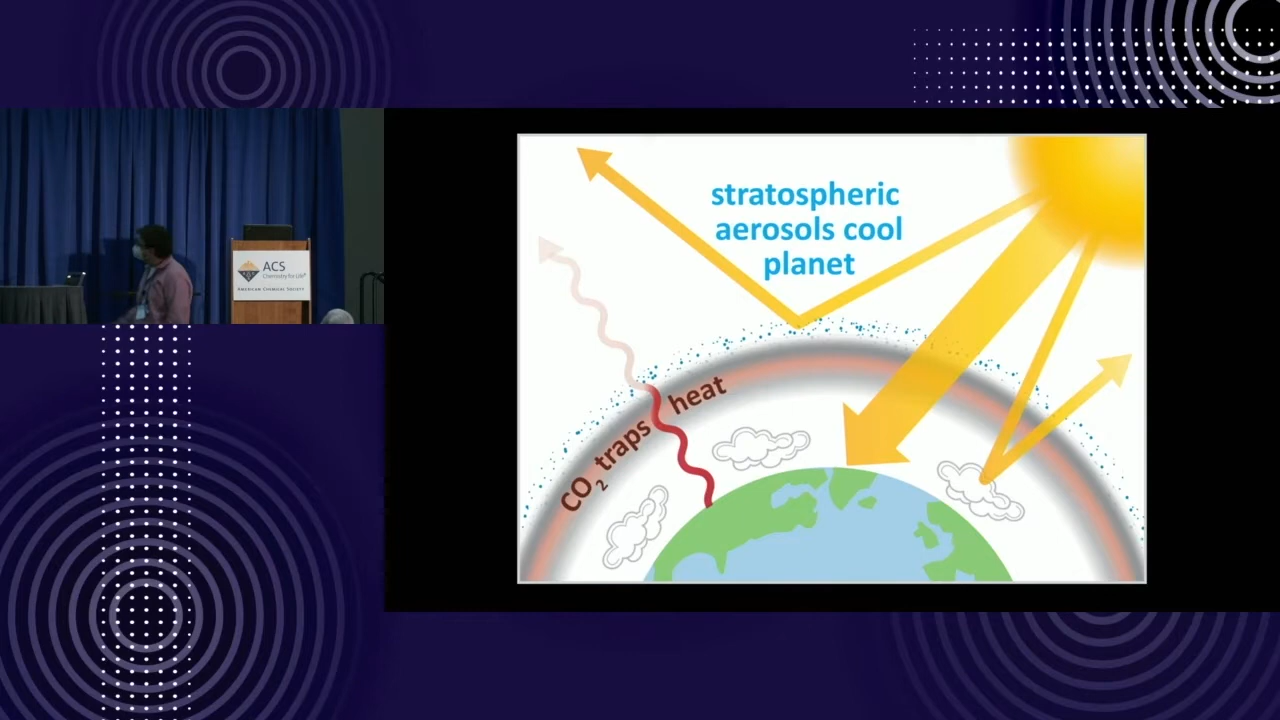 ACS
Chemistry for Life®
AMERICAN CHEMICAL SOCIETY
stratospheric
aerosols cool
planet
CO2 traps heat